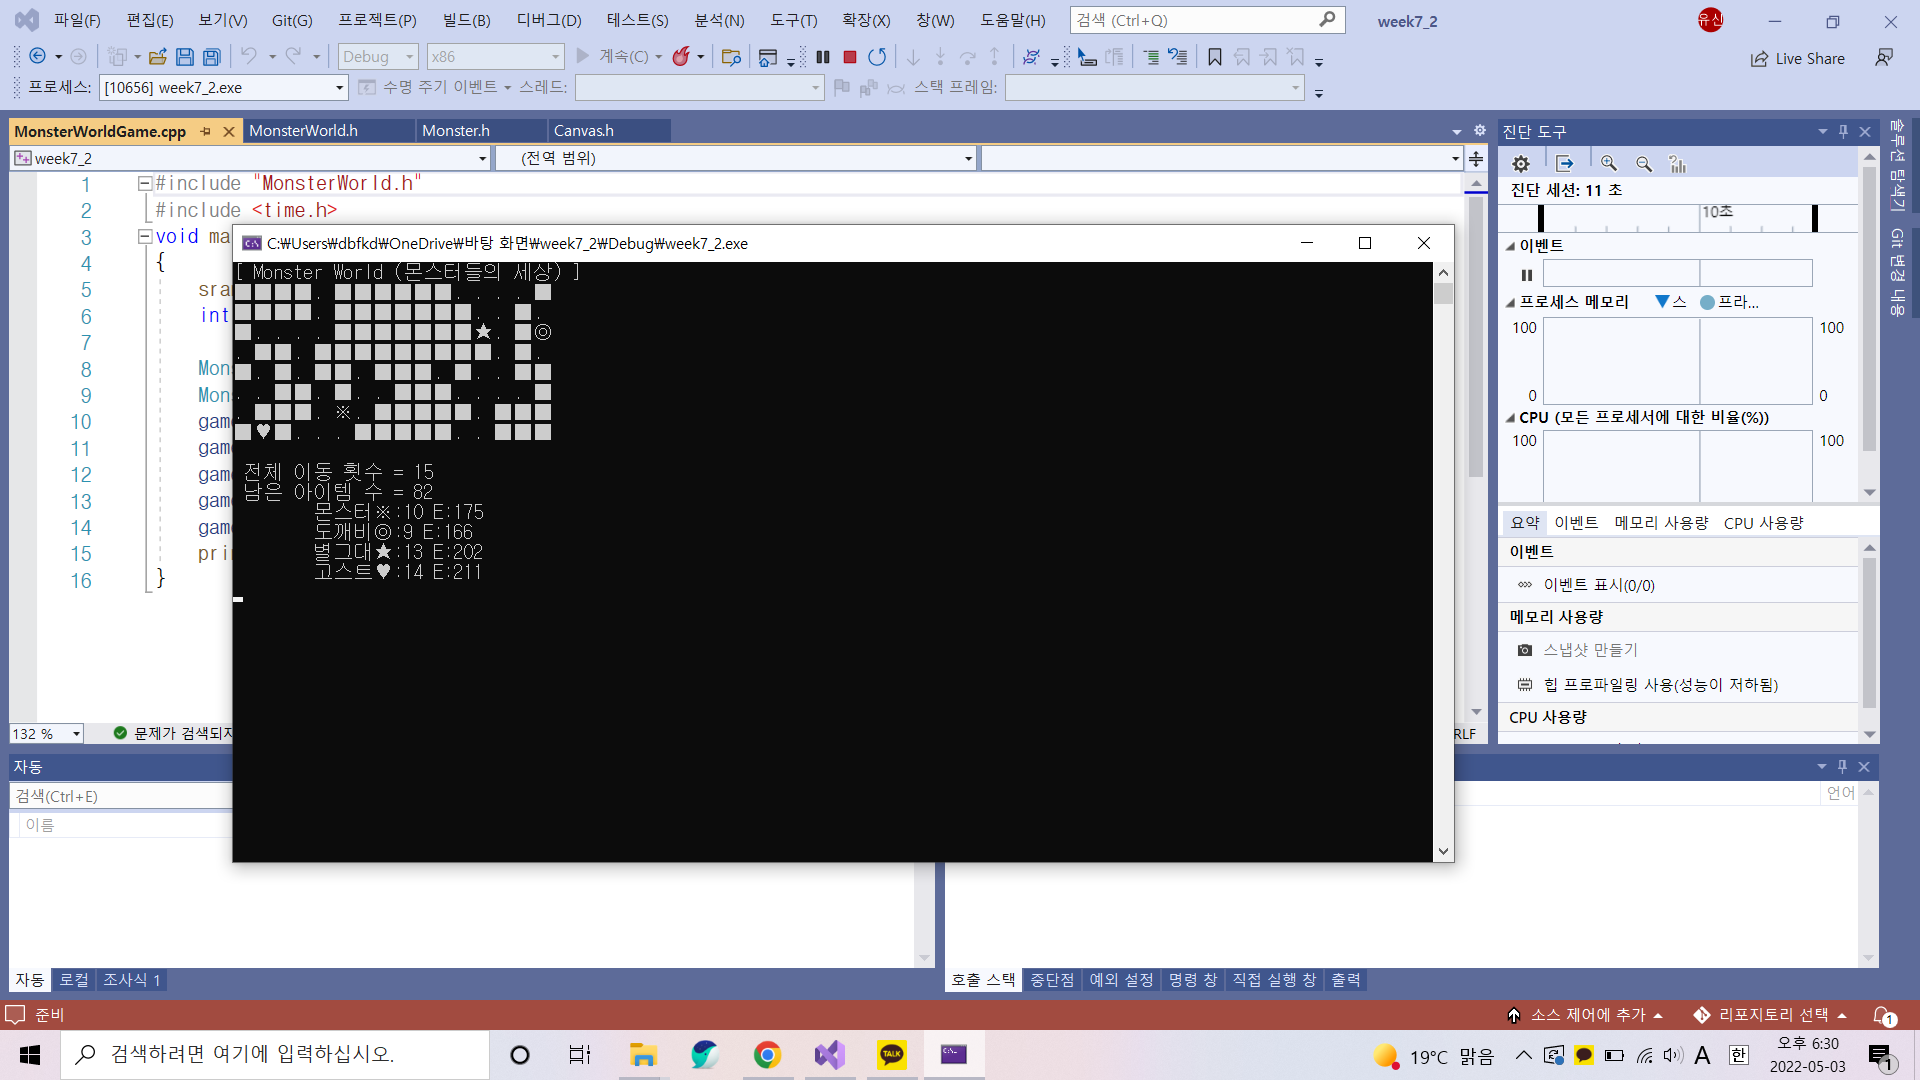 파일(F) 편집(E) 보기(V) Git(G) 프로젝트(P) 빌드(B) 디버그(D) 테스트(S) 분석(N) 도구(T) 확장(X) 창(W) 도움말(H) 검색 (Ctrl+Q) week7_2 유신
Debug x86 계속(C) Live Share
프로세스: [10656] week7_2.exe 수명 주기 이벤트 스레드: 스택 프레임:
MonsterWorldGame.cpp MonsterWorld.h Monster.h Canvas.h
week7_2 (전역 범위)
1 #include "MonsterWorld.h"
2 #include <time.h>
3 void ma
4 {
5 sra
6 int
7
8 Mon
9 Mon
10 game
11 game
12 game
13 game
14 game
15 prin
16 }
C:\Users\dbfkd\OneDrive\바탕 화면\week7_2\Debug\week7_2.exe
[ Monster World (몬스터들의 세상) ]
■■■■. ■■■■■■. . . . ■
■■■■. ■■■■■■■. . ■.
■. . . . ■■■■■■■★. ■◎
. ■■. ■■■■■■■■■. ■.
■. ■. ■■. ■■■. ■. . ■■
. . ■■. ■. . ■■■. . . . ■
. ■■■. ※. ■■■■■. ■■■
■♥■. . . ■■■■■. . ■■■
전체 이동 횟수 = 15
남은 아이템 수 = 82
몬스터※:10 E:175
도깨비◎:9 E:166
별그대★:13 E:202
고스트♥:14 E:211
132 % 문제가 검색되지 RLF
진단 도구
진단 세션: 11 초
10초
이벤트
프로세스 메모리 스 프라...
100 100
0 0
CPU (모든 프로세서에 대한 비율(%))
100 100
요약 이벤트 메모리 사용량 CPU 사용량
이벤트
이벤트 표시(0/0)
메모리 사용량
스냅샷 만들기
힙 프로파일링 사용(성능이 저하됨)
CPU 사용량
솔루션 탐색기
Git 변경 내용
자동
검색(Ctrl+E)
이름
언어
자동 로컬 조사식 1
호출 스택 중단점 예외 설정 명령 창 직접 실행 창 출력
준비 소스 제어에 추가 리포지토리 선택 1
검색하려면 여기에 입력하십시오. TALK 19°C 맑음 A 한 오후 6:30
2022-05-03 1